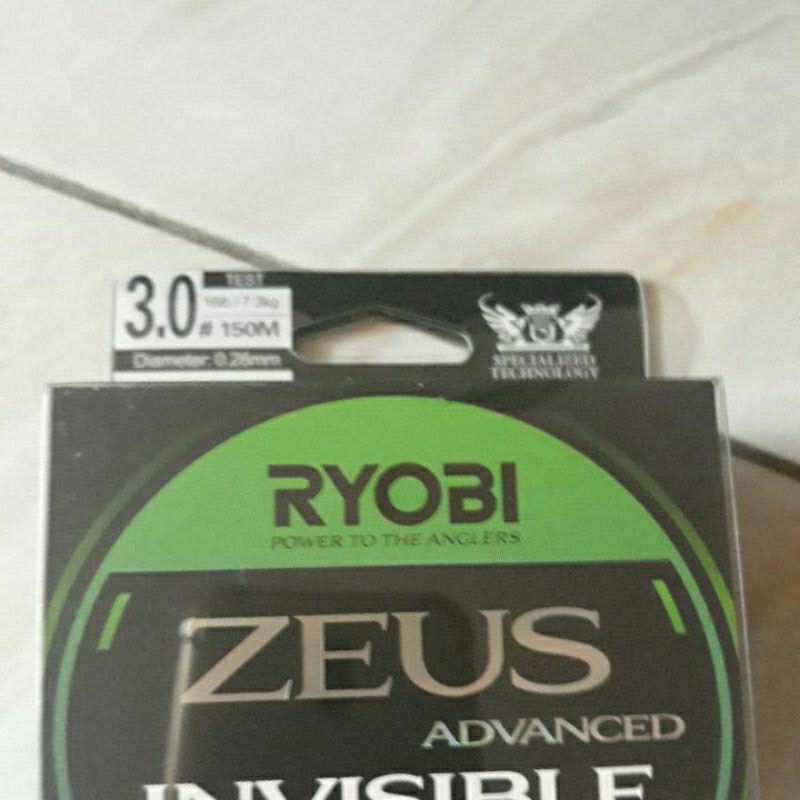 TEST
3.0
16lb/7.3kg
# 150M
Diameter: 0.28mm
SPECIALIZED
TECHNOLOGY
RYOBI
POWER TO THE ANGLERS
ZEUS
ADVANCED
INVISIBLE